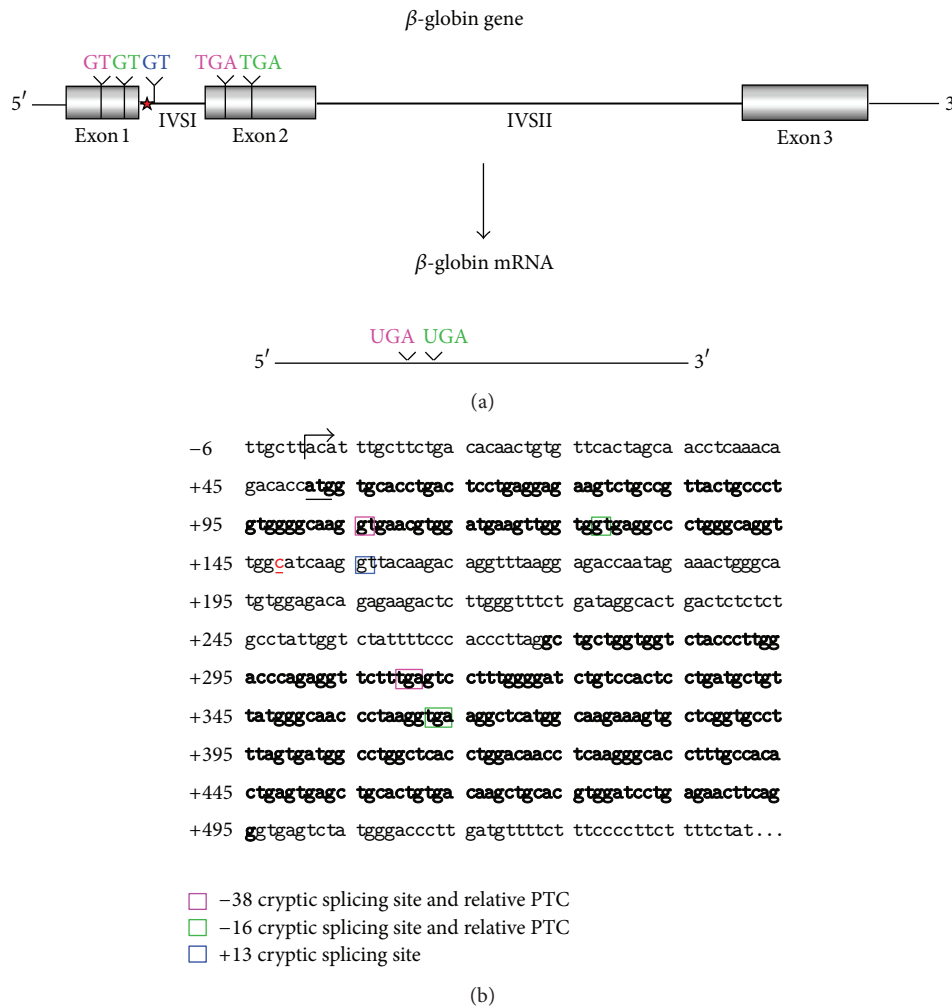 β-globin gene
GT GT GT TGA TGA
5′ 3′
IVSI IVSII
Exon 1 Exon 2 Exon 3
β-globin mRNA
UGA UGA
5′ 3′
(a)
−6 ttgcttacat ttgcttctga cacaactgtg ttcactagca acctcaaaca
+45 gacaccatgg tgcacctgac tcctgaggag aagtctgccg ttactgccct
+95 gtggggcaag gtgaacgtgg atgaagttgg tggtgaggcc ctgggcaggt
+145 tggcatcaag gttacaagac aggtttaagg agaccaatag aaactgggca
+195 tgtggagaca gagaagactc ttgggtttct gataggcact gactctctct
+245 gcctattggt ctattttccc acccttaggc tgctggtggt ctacccttgg
+295 acccagaggt tctttgagtc ctttggggat ctgtccactc ctgatgctgt
+345 tatgggcaac cctaaggtga aggctcatgg caagaaagtg ctcggtgcct
+395 ttagtgatgg cctggctcac ctggacaacc tcaagggcac ctttgccaca
+445 ctgagtgagc tgcactgtga caagctgcac gtggatcctg agaacttcag
+495 ggtgagtcta tgggaccctt gatgttttct ttccccttct tttctat...
−38 cryptic splicing site and relative PTC
−16 cryptic splicing site and relative PTC
+13 cryptic splicing site
(b)